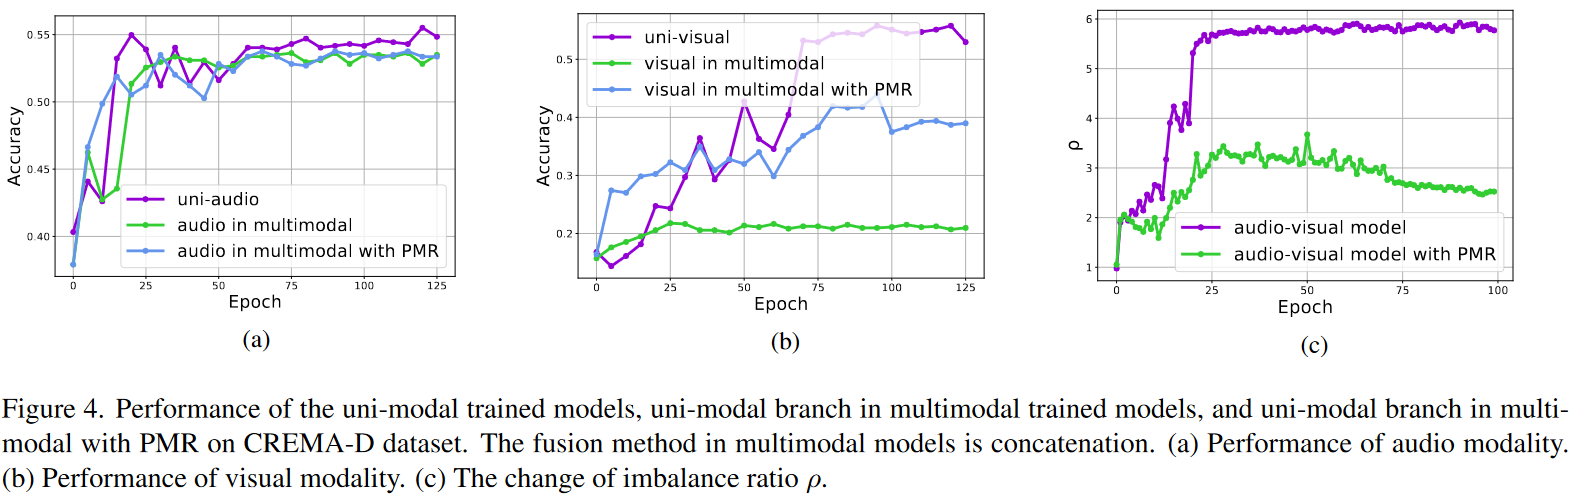 0.55
0.50
0.45
0.40
Accuracy
uni-audio
audio in multimodal
audio in multimodal with PMR
0 25 50 75 100 125
Epoch
(a)
0.5
0.4
0.3
0.2
Accuracy
uni-visual
visual in multimodal
visual in multimodal with PMR
0 25 50 75 100 125
Epoch
(b)
6
5
4
3
2
1
ρ
audio-visual model
audio-visual model with PMR
0 25 50 75 100
Epoch
(c)
Figure 4. Performance of the uni-modal trained models, uni-modal branch in multimodal trained models, and uni-modal branch in multi-
modal with PMR on CREMA-D dataset. The fusion method in multimodal models is concatenation. (a) Performance of audio modality.
(b) Performance of visual modality. (c) The change of imbalance ratio ρ.